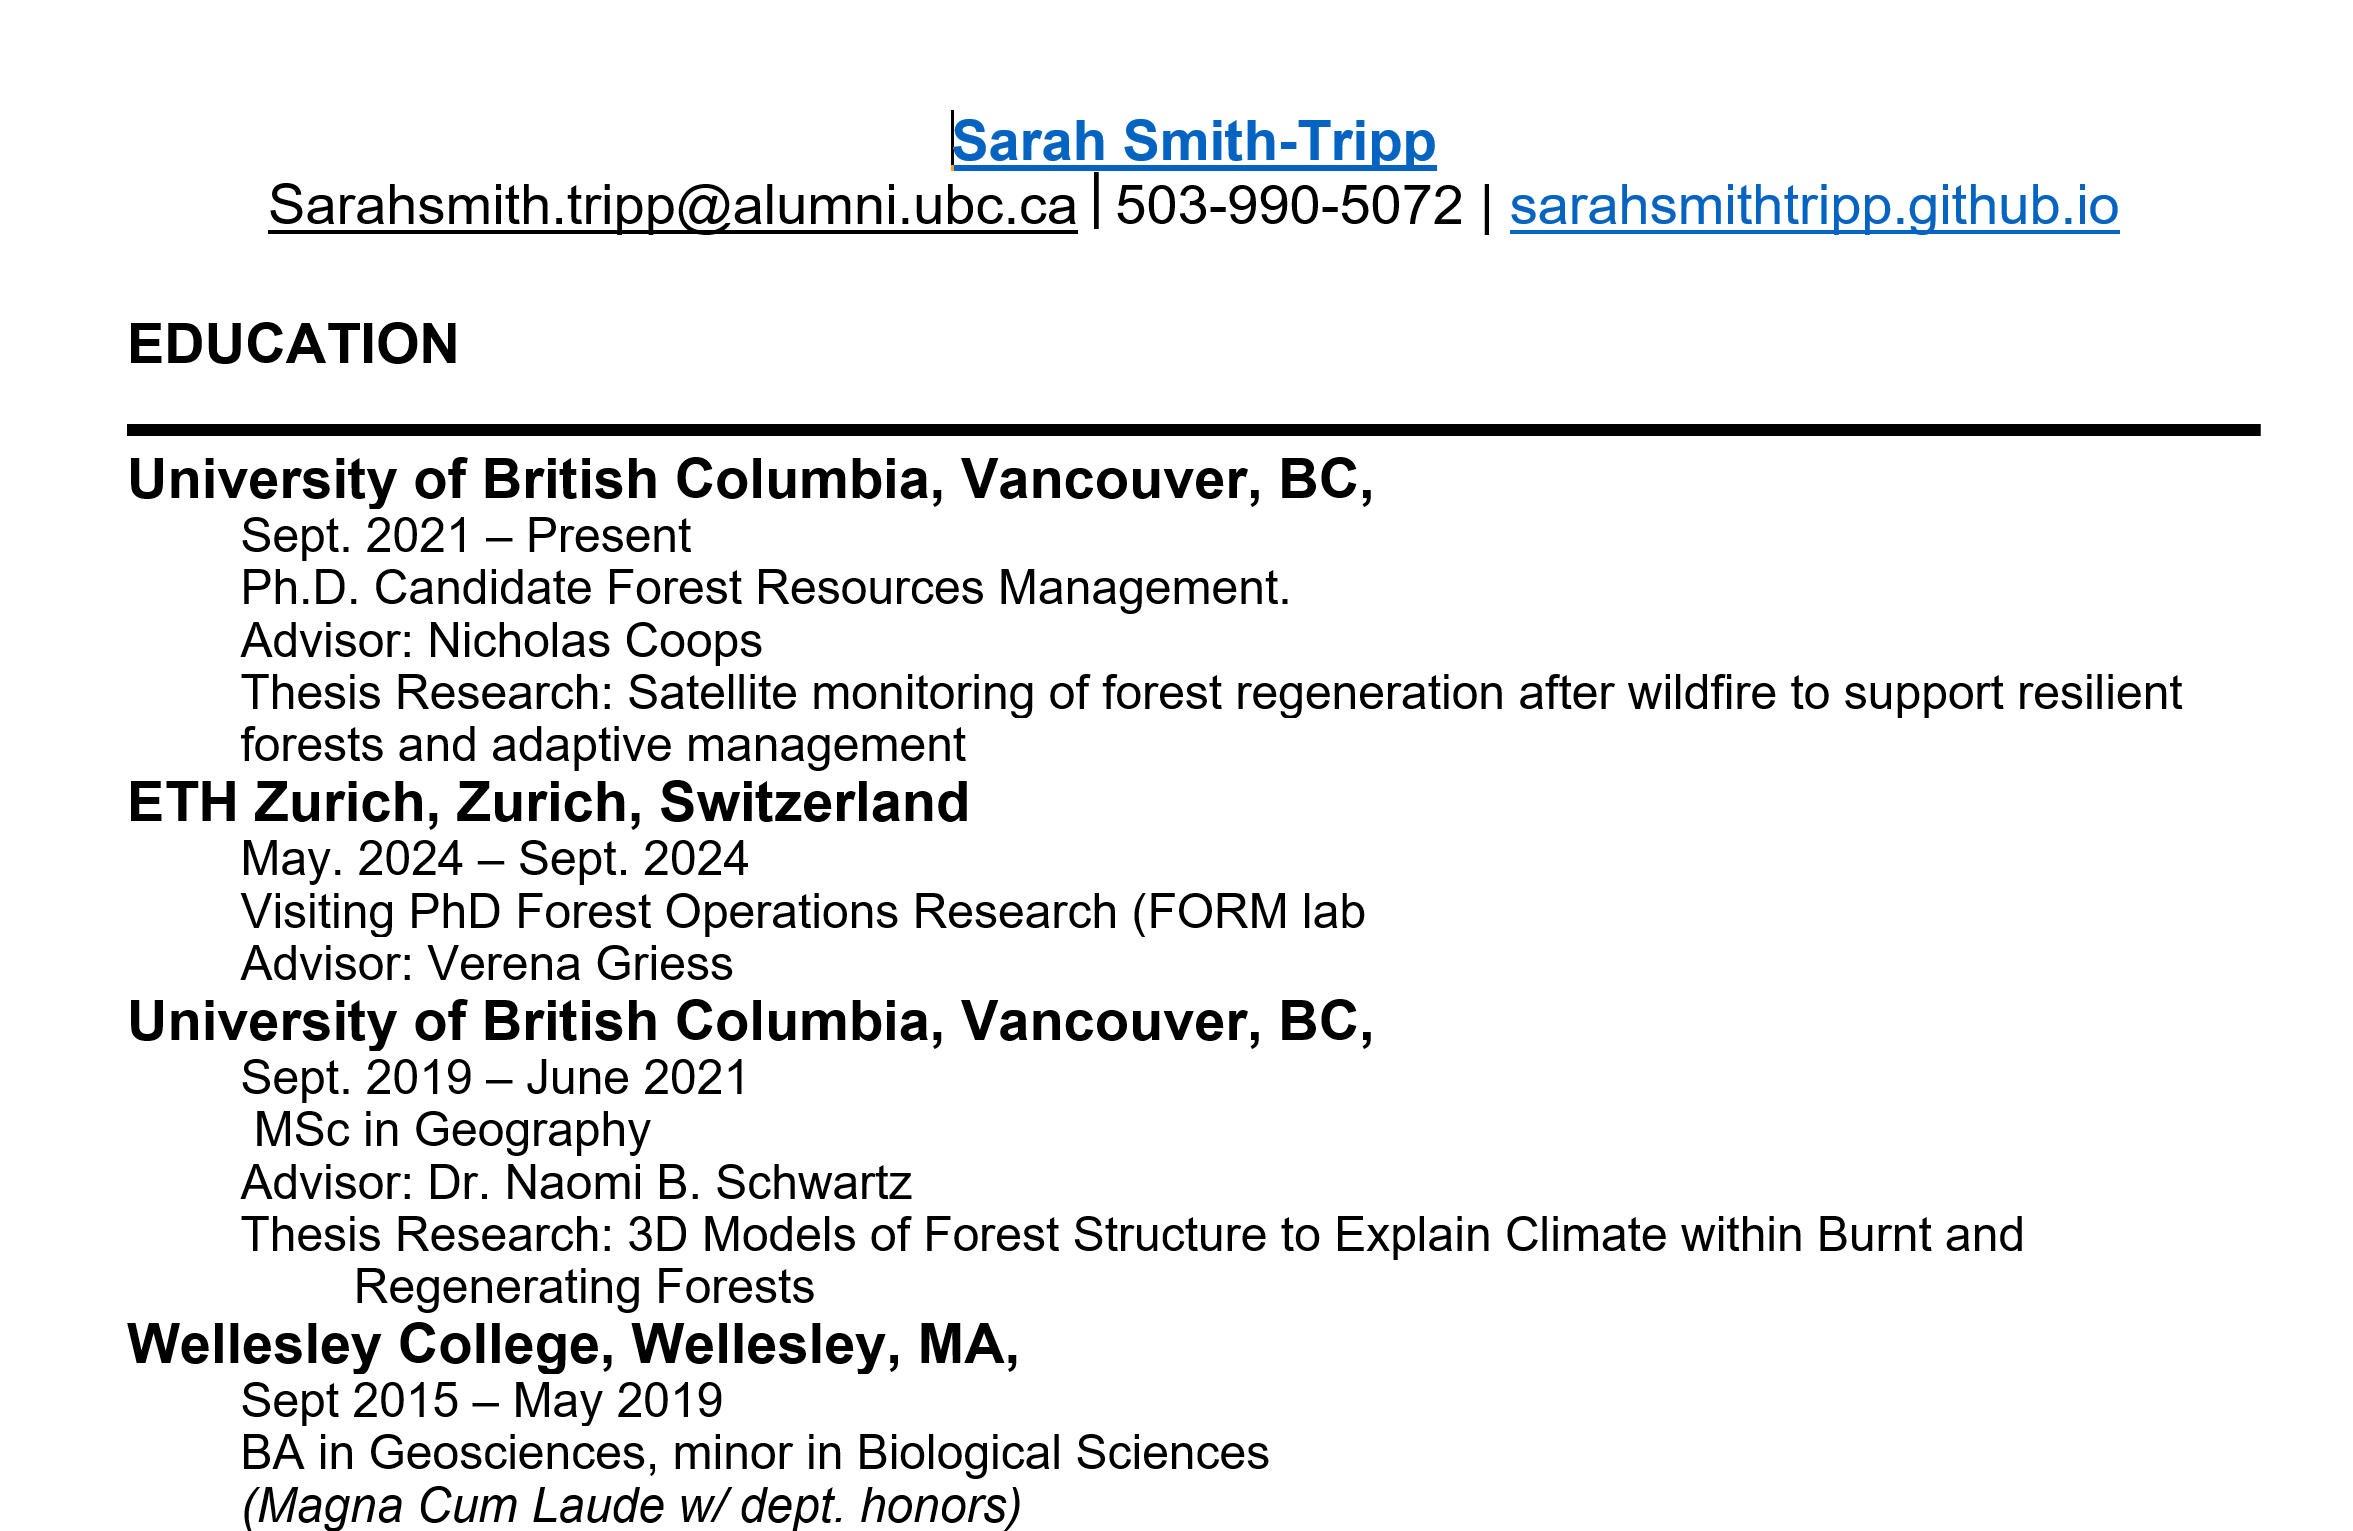 Sarah Smith-Tripp
Sarahsmith.tripp@alumni.ubc.ca | 503-990-5072 | sarahsmithtripp.github.io
EDUCATION
University of British Columbia, Vancouver, BC,
Sept. 2021 – Present
Ph.D. Candidate Forest Resources Management.
Advisor: Nicholas Coops
Thesis Research: Satellite monitoring of forest regeneration after wildfire to support resilient
forests and adaptive management
ETH Zurich, Zurich, Switzerland
May. 2024 – Sept. 2024
Visiting PhD Forest Operations Research (FORM lab
Advisor: Verena Griess
University of British Columbia, Vancouver, BC,
Sept. 2019 – June 2021
MSc in Geography
Advisor: Dr. Naomi B. Schwartz
Thesis Research: 3D Models of Forest Structure to Explain Climate within Burnt and
Regenerating Forests
Wellesley College, Wellesley, MA,
Sept 2015 – May 2019
BA in Geosciences, minor in Biological Sciences
(Magna Cum Laude w/ dept. honors)